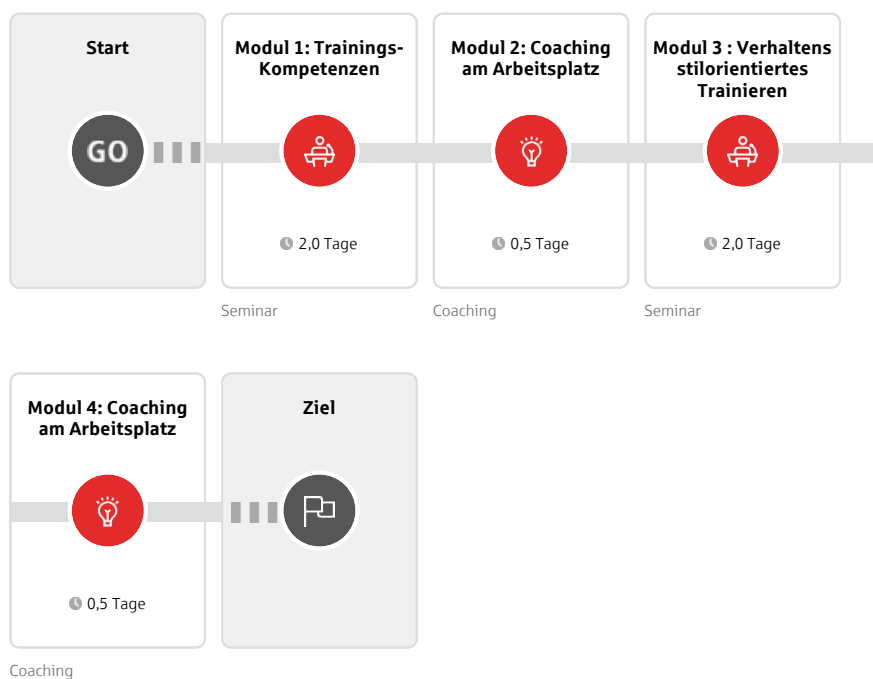 Start
GO
Modul 1: Trainings-
Kompetenzen
2,0 Tage
Seminar
Modul 2: Coaching
am Arbeitsplatz
0,5 Tage
Coaching
Modul 3 : Verhaltens
stilorientiertes
Trainieren
2,0 Tage
Seminar
Modul 4: Coaching
am Arbeitsplatz
0,5 Tage
Coaching
Ziel